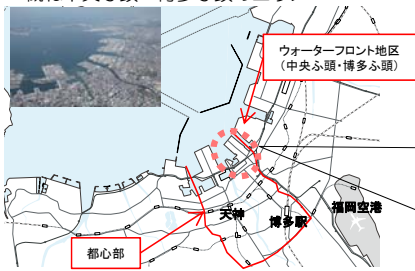 ウォーターフロント地区
（中央ふ頭・博多ふ頭）
天神
博多駅
福岡空港
都心部